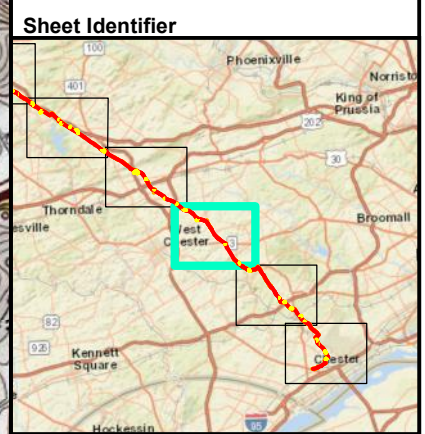 Sheet Identifier
100
Phoenixville
401
Norristo
King of
Prussia
202
30
Thorndale
esville
West
Chester
3
Broomall
82
926
Kennett
Square
Chester
Hockessin
95